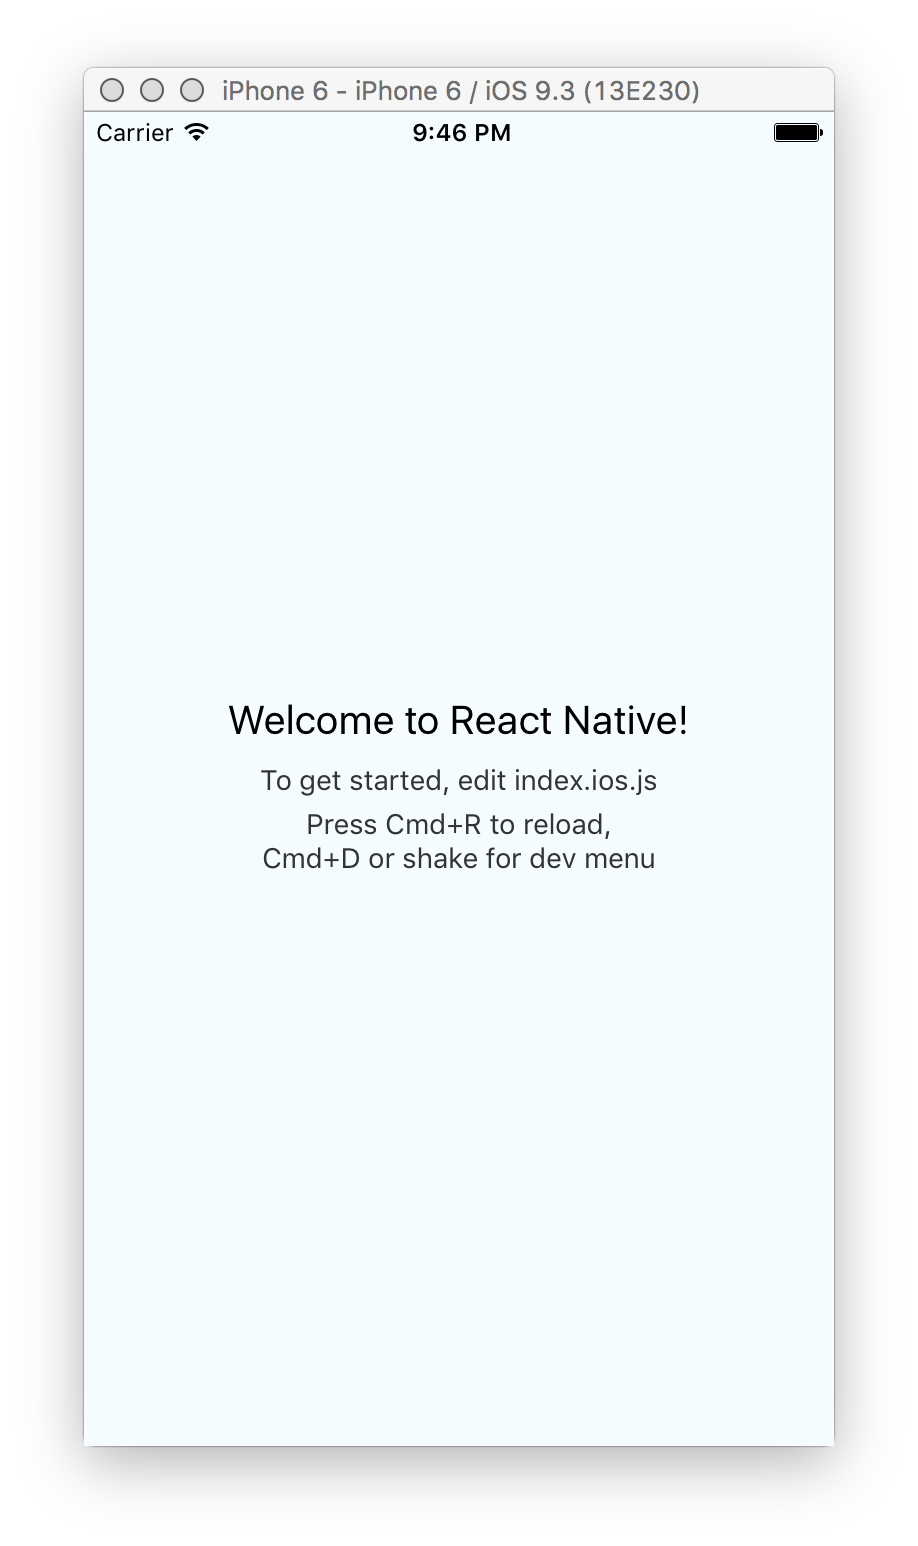 iPhone 6 - iPhone 6 / iOS 9.3 (13E230)
Carrier 9:46 PM
Welcome to React Native!
To get started, edit index.ios.js
Press Cmd+R to reload,
Cmd+D or shake for dev menu